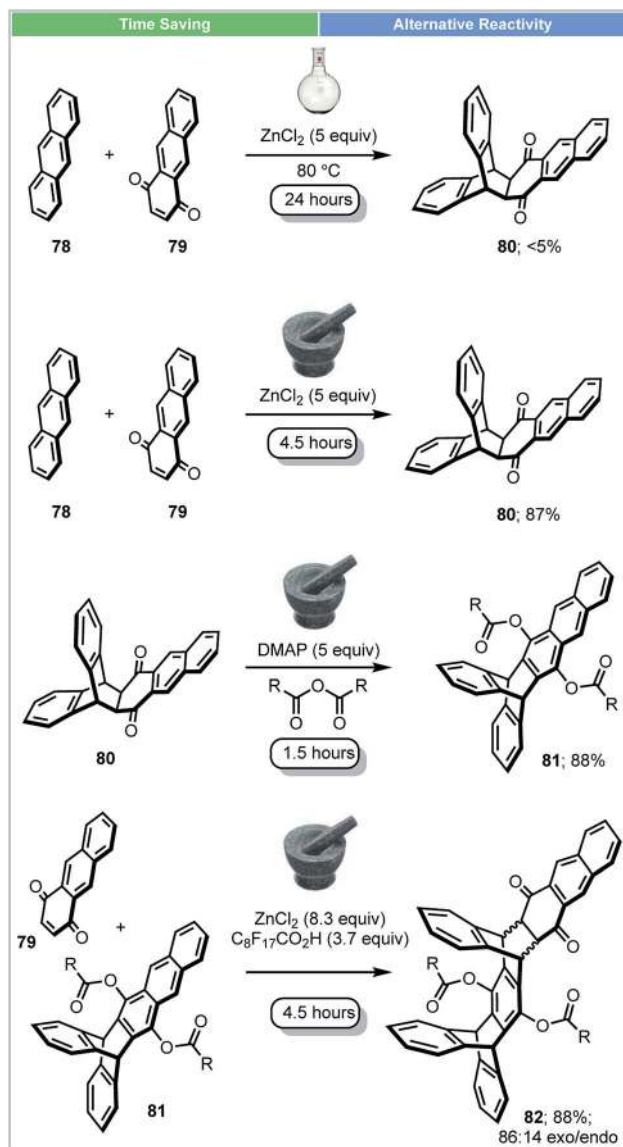 Time Saving
Alternative Reactivity
+
ZnCl2 (5 equiv)
80 °C
24 hours
O
O
O
O
78
79
80; <5%
+
ZnCl2 (5 equiv)
4.5 hours
O
O
O
O
78
79
80; 87%
O
O
DMAP (5 equiv)
R O R
O O
1.5 hours
R
O
O
O
O
R
80
81; 88%
O
O
79
+
R
O
O
O
O
R
81
ZnCl2 (8.3 equiv)
C8F17CO2H (3.7 equiv)
4.5 hours
O
O
R
O
O
O
O
R
82; 88%;
86:14 exo/endo